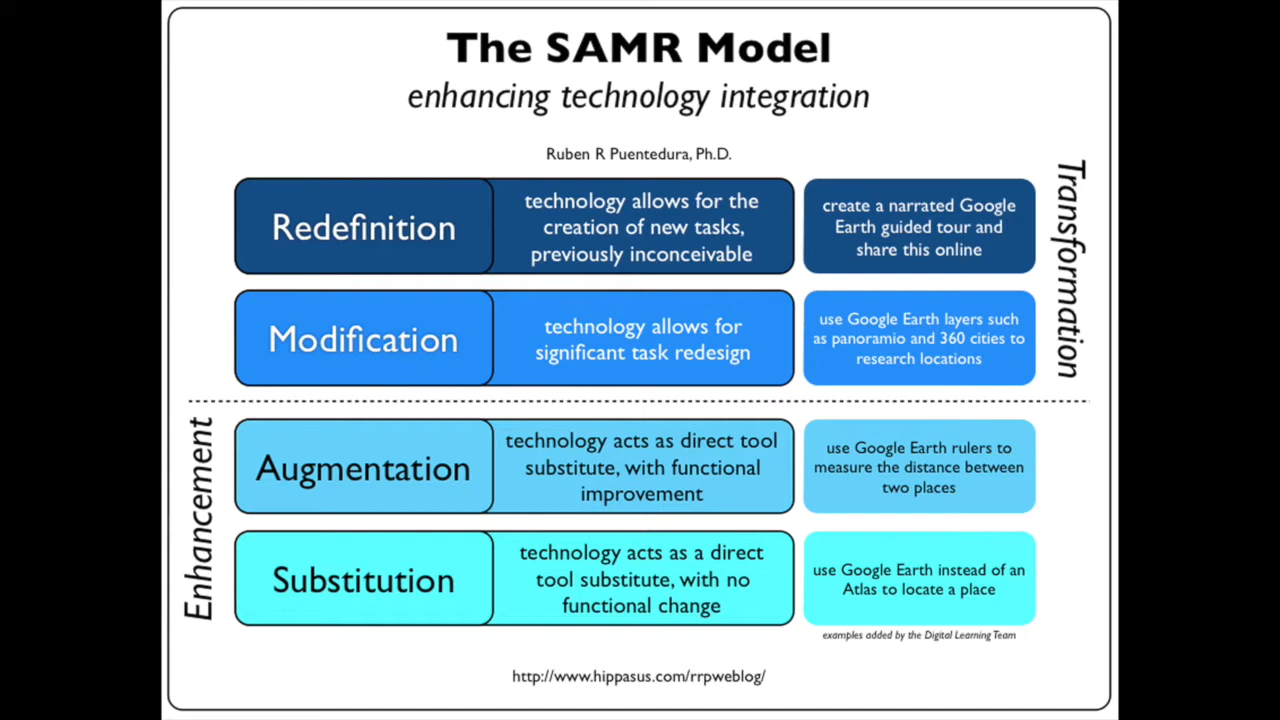 The SAMR Model
enhancing technology integration
Ruben R Puentedura, Ph.D.
Transformation
Redefinition
technology allows for the
creation of new tasks,
previously inconceivable
create a narrated Google
Earth guided tour and
share this online
Modification
technology allows for
significant task redesign
use Google Earth layers such
as panoramio and 360 cities to
research locations
Enhancement
Augmentation
technology acts as direct tool
substitute, with functional
improvement
use Google Earth rulers to
measure the distance between
two places
Substitution
technology acts as a direct
tool substitute, with no
functional change
use Google Earth instead of an
Atlas to locate a place
examples added by the Digital Learning Team
http://www.hippasus.com/rrpweblog/